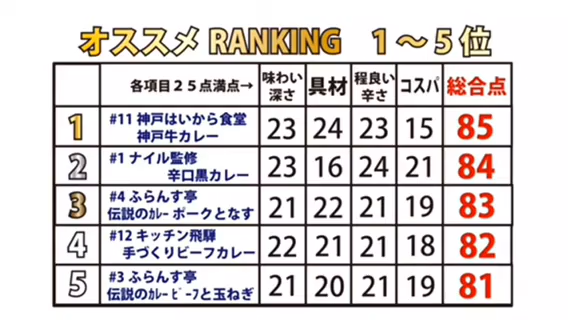 オススメ RANKING 1～5位
各項目２５点満点→ 味わい深さ 具材 程良い辛さ コスパ 総合点
1 #11 神戸はいから食堂 神戸牛カレー 23 24 23 15 85
2 #1 ナイル監修 辛口黒カレー 23 16 24 21 84
3 #4 ふらんす亭 伝説のｶﾚｰ ポークとなす 21 22 21 19 83
4 #12 キッチン飛騨 手づくりビーフカレー 22 21 21 18 82
5 #3 ふらんす亭 伝説のｶﾚｰ ﾋﾞｰﾌと玉ねぎ 21 20 21 19 81